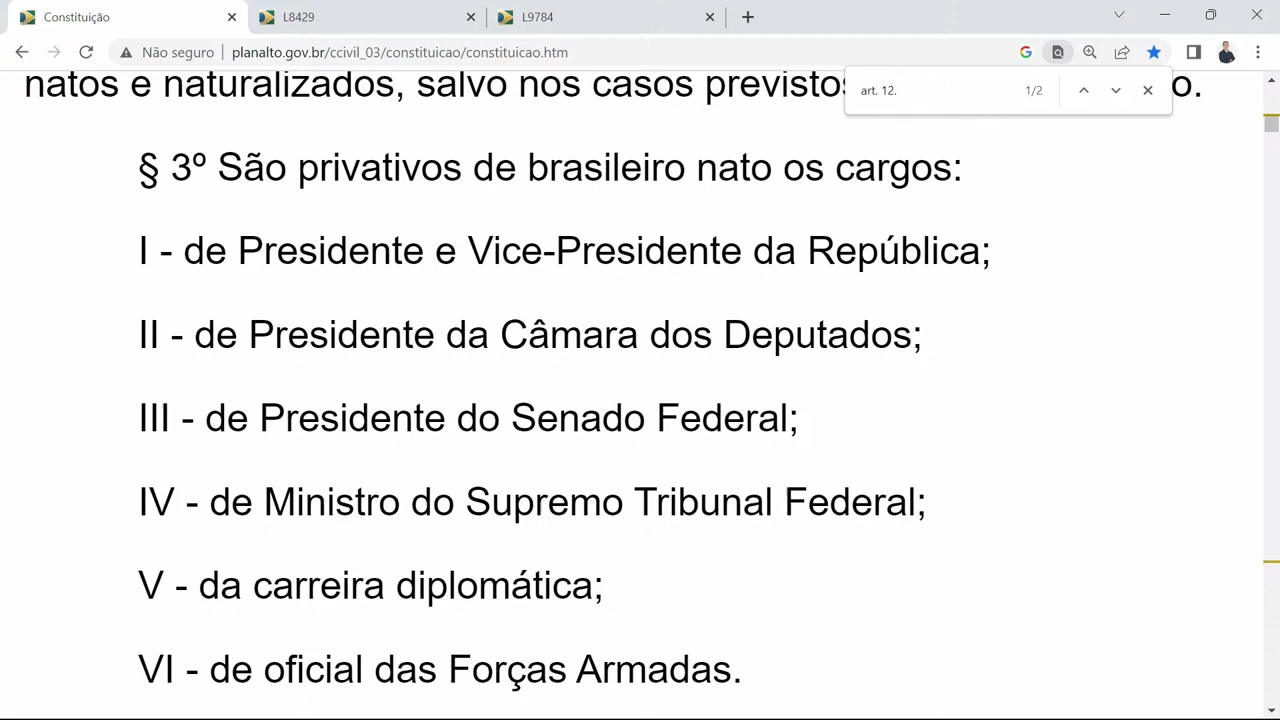 Constituição
L8429
L9784
Não seguro
planalto.gov.br/ccivil_03/constituicao/constituicao.htm
art. 12.
1/2
natos e naturalizados, salvo nos casos previstos o.
§ 3º São privativos de brasileiro nato os cargos:
I - de Presidente e Vice-Presidente da República;
II - de Presidente da Câmara dos Deputados;
III - de Presidente do Senado Federal;
IV - de Ministro do Supremo Tribunal Federal;
V - da carreira diplomática;
VI - de oficial das Forças Armadas.